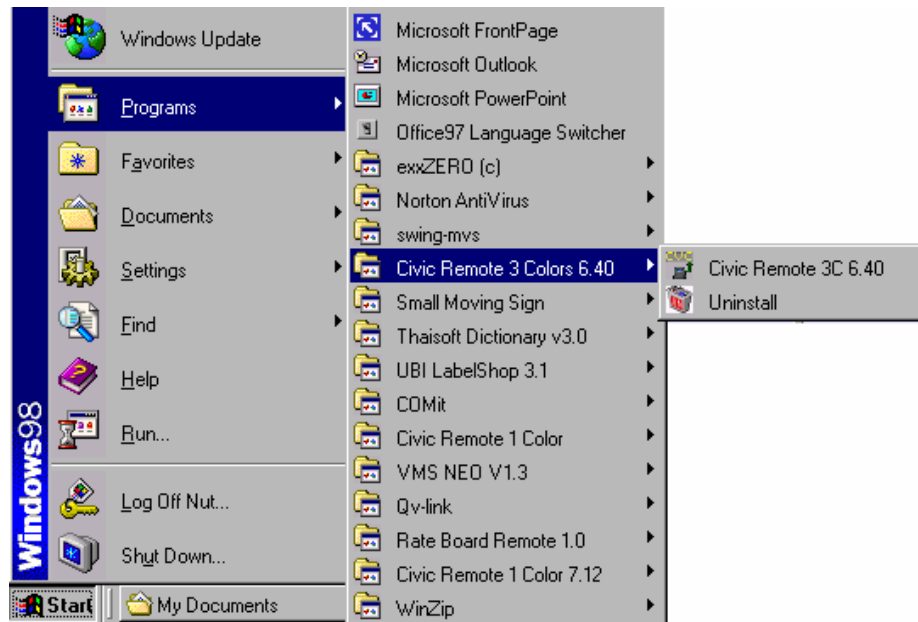 Windows98
Windows Update
Programs
Favorites
Documents
Settings
Find
Help
Run...
Log Off Nut...
Shut Down...
Start
My Documents
Microsoft FrontPage
Microsoft Outlook
Microsoft PowerPoint
Office97 Language Switcher
exxZERO (c)
Norton AntiVirus
swing-mvs
Civic Remote 3 Colors 6.40
Small Moving Sign
Thaisoft Dictionary v3.0
UBI LabelShop 3.1
COMit
Civic Remote 1 Color
VMS NEO V1.3
Qv-link
Rate Board Remote 1.0
Civic Remote 1 Color 7.12
WinZip
Civic Remote 3C 6.40
Uninstall